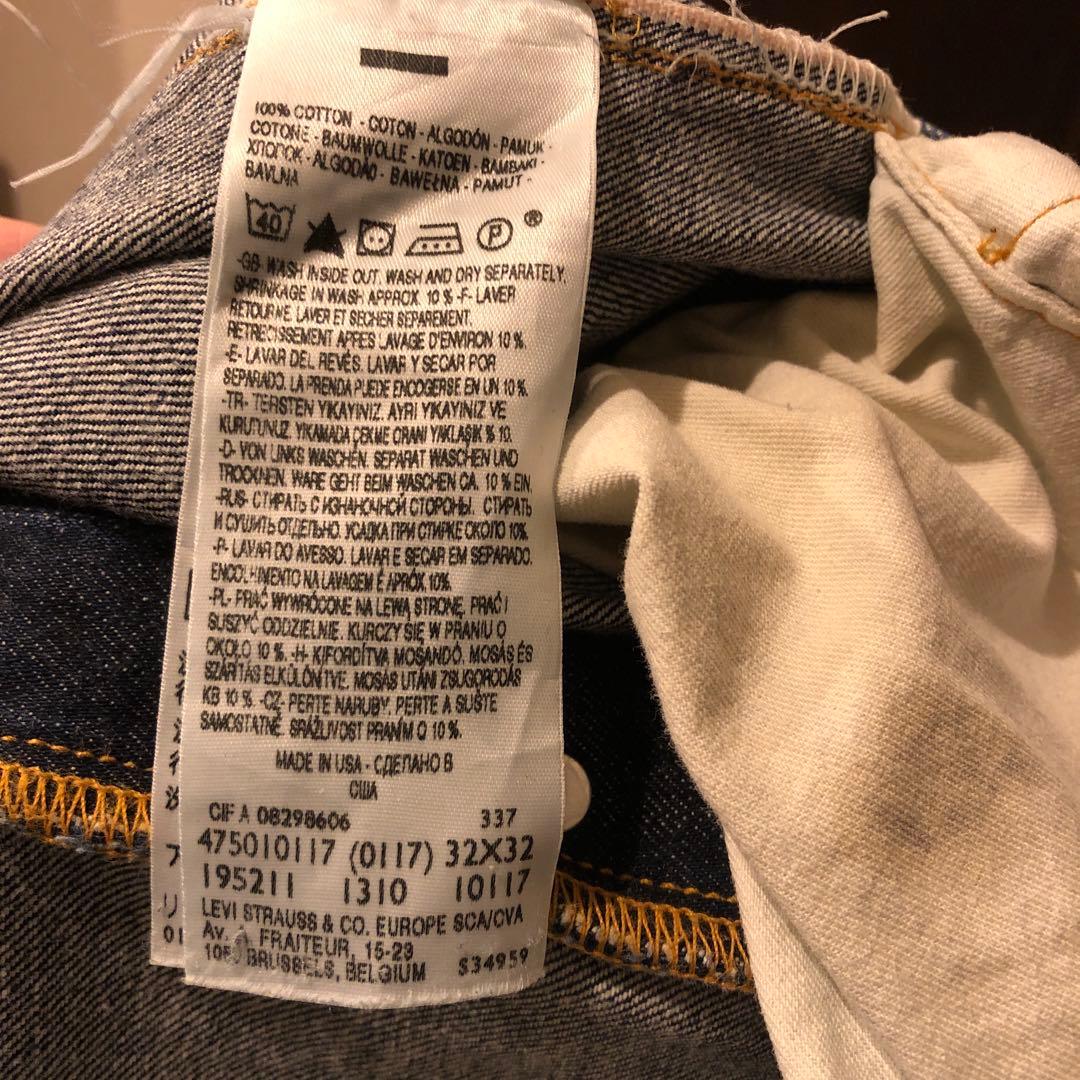 100% COTTON - COTON - ALGODÓN - PAMUK -
COTONE - BAUMWOLLE - KATOEN - BAMBAKI -
ХЛОПОК - ALGODÃO - BAWEŁNA - PAMUT -
BAVLNA
40 P ®
-GB- WASH INSIDE OUT. WASH AND DRY SEPARATELY.
SHRINKAGE IN WASH APPROX. 10 % -F- LAVER
RETOURNE, LAVER ET SECHER SEPAREMENT.
RETRECISSEMENT APRES LAVAGE D'ENVIRON 10 %.
-E- LAVAR DEL REVÉS. LAVAR Y SECAR POR
SEPARADO. LA PRENDA PUEDE ENCOGERSE EN UN 10 %.
-TR- TERSTEN YIKAYINIZ. AYRI YIKAYINIZ VE
KURUTUNUZ. YIKAMADA ÇEKME ORANI YAKLAŞIK % 10.
-D- VON LINKS WASCHEN. SEPARAT WASCHEN UND
TROCKNEN. WARE GEHT BEIM WASCHEN CA. 10 % EIN.
-RUS- СТИРАТЬ С ИЗНАНОЧНОЙ СТОРОНЫ. СТИРАТЬ
И СУШИТЬ ОТДЕЛЬНО. УСАДКА ПРИ СТИРКЕ ОКОЛО 10%.
-P- LAVAR DO AVESSO. LAVAR E SECAR EM SEPARADO.
ENCOLHIMENTO NA LAVAGEM É APRÓX. 10%.
-PL- PRAĆ WYWRÓCONE NA LEWĄ STRONĘ. PRAĆ I
SUSZYĆ ODDZIELNIE. KURCZY SIĘ W PRANIU O
OKOŁO 10 %. -H- KIFORDÍTVA MOSANDÓ. MOSÁS ÉS
SZÁRÍTÁS ELKÜLÖNÍTVE. MOSÁS UTÁNI ZSUGORODÁS
KB 10 %. -CZ- PERTE NARUBY. PERTE A SUŠTE
SAMOSTATNĚ. SRÁŽLIVOST PRANÍM O 10 %.
MADE IN USA - СДЕЛАНО В
США
CIF A 08298606 337
475010117 (0117) 32X32
195211 1310 10117
LEVI STRAUSS & CO. EUROPE SCA/CVA
Av. FRAITEUR, 15-23
BRUSSELS, BELGIUM S34959